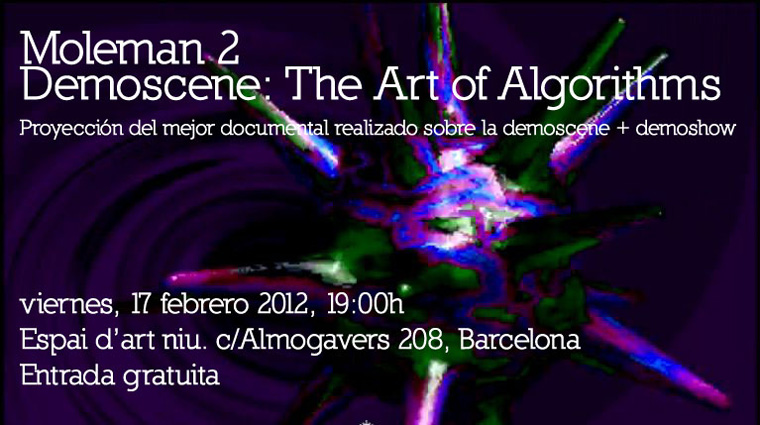 Moleman 2
Demoscene: The Art of Algorithms
Proyección del mejor documental realizado sobre la demoscene + demoshow
viernes, 17 febrero 2012, 19:00h
Espai d'art niu. c/Almogavers 208, Barcelona
Entrada gratuita